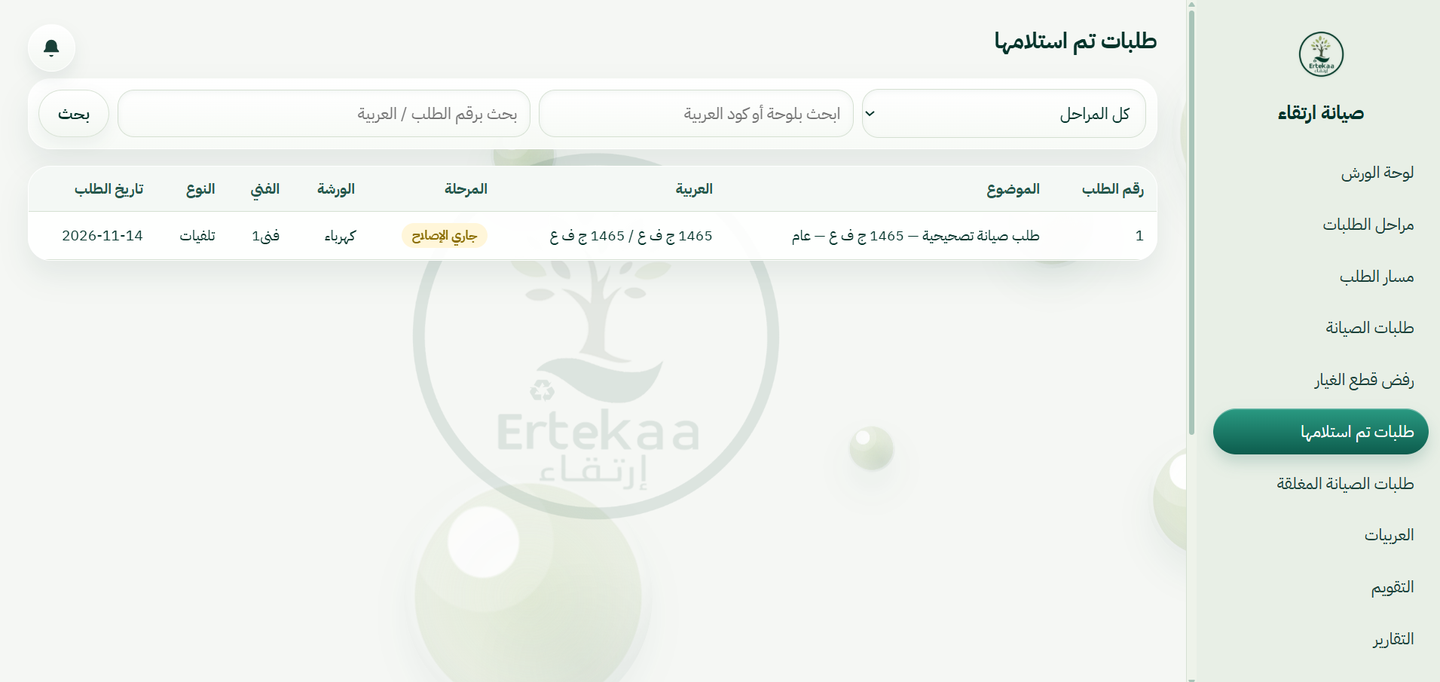 Ertekaa
إرتقاء
صيانة ارتقاء
لوحة الورش
مراحل الطلبات
مسار الطلب
طلبات الصيانة
رفض قطع الغيار
طلبات تم استلامها
طلبات الصيانة المغلقة
العربيات
التقويم
التقارير
طلبات تم استلامها
كل المراحل
ابحث بلوحة أو كود العربية
بحث برقم الطلب / العربية
بحث
رقم الطلب الموضوع العربية المرحلة الورشة الفني النوع تاريخ الطلب
1 طلب صيانة تصحيحية – 1465 ج ف ع – عام 1465 ج ف ع / 1465 ج ف ع جاري الإصلاح كهرباء فنى1 تلفيات 2026-11-14
Ertekaa
إرتـقـاء